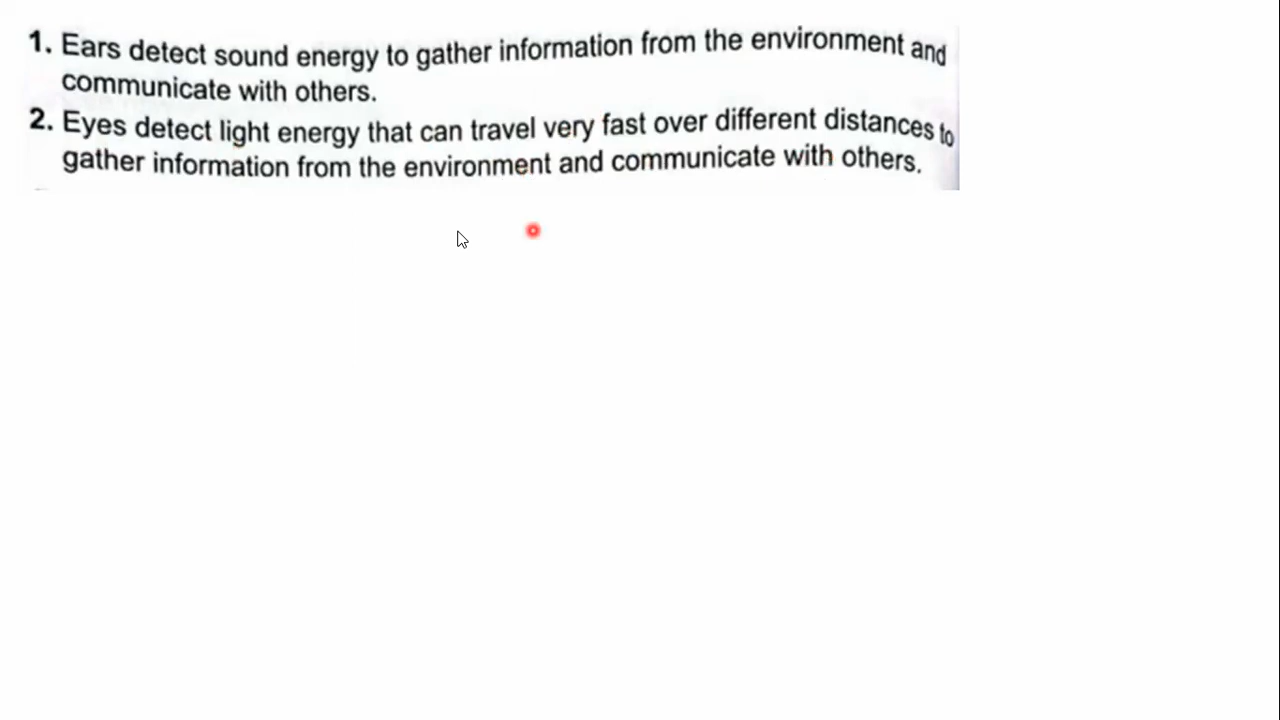 1. Ears detect sound energy to gather information from the environment and
communicate with others.
2. Eyes detect light energy that can travel very fast over different distances to
gather information from the environment and communicate with others.